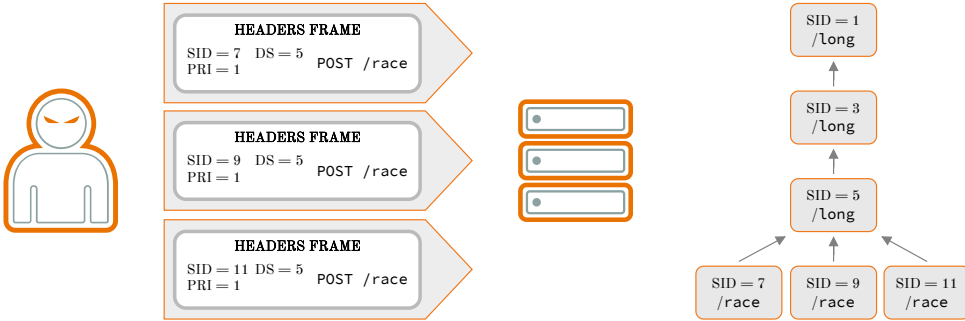 HEADERS FRAME
SID = 7 DS = 5
PRI = 1
POST /race
HEADERS FRAME
SID = 9 DS = 5
PRI = 1
POST /race
HEADERS FRAME
SID = 11 DS = 5
PRI = 1
POST /race
SID = 1
/long
SID = 3
/long
SID = 5
/long
SID = 7
/race
SID = 9
/race
SID = 11
/race